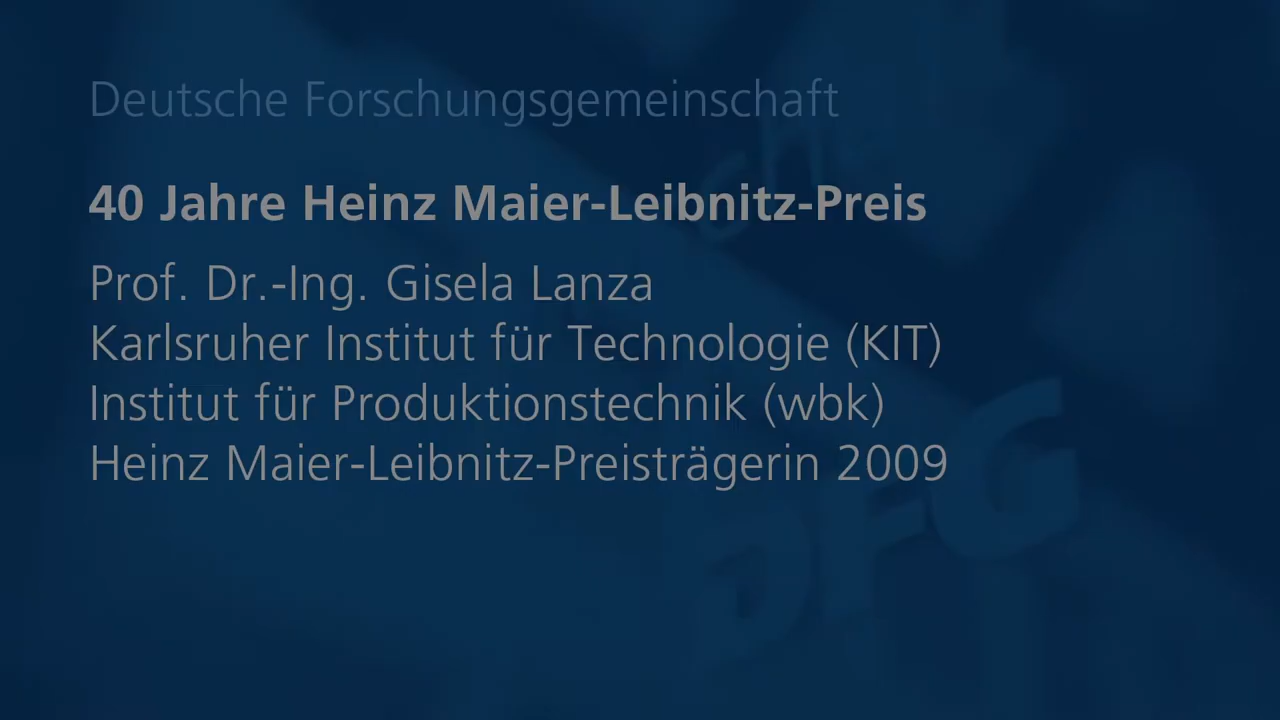 Deutsche Forschungsgemeinschaft
40 Jahre Heinz Maier-Leibnitz-Preis
Prof. Dr.-Ing. Gisela Lanza
Karlsruher Institut für Technologie (KIT)
Institut für Produktionstechnik (wbk)
Heinz Maier-Leibnitz-Preisträgerin 2009
DFG